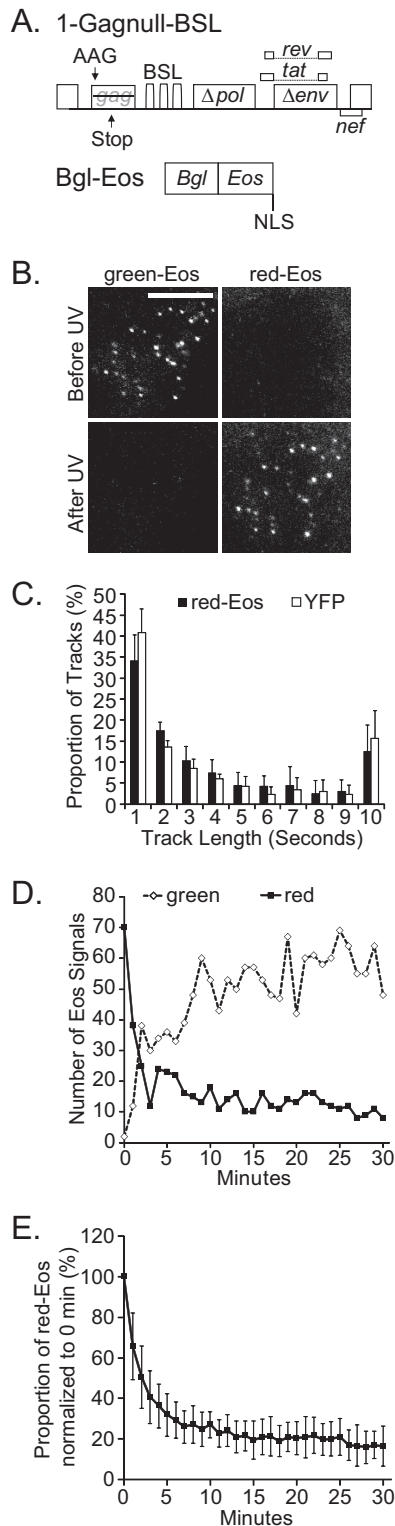 A. 1-Gagnull-BSL
AAG
gag
Stop
BSL
Δpol
rev
tat
Δenv
nef
Bgl-Eos
Bgl
Eos
NLS
B.
green-Eos
red-Eos
Before UV
After UV
C.
Proportion of Tracks (%)
50
45
40
35
30
25
20
15
10
5
0
red-Eos
YFP
1 2 3 4 5 6 7 8 9 10
Track Length (Seconds)
D.
Number of Eos Signals
80
70
60
50
40
30
20
10
0
green
red
0 5 10 15 20 25 30
Minutes
E.
Proportion of red-Eos
normalized to 0 min (%)
120
100
80
60
40
20
0
0 5 10 15 20 25 30
Minutes